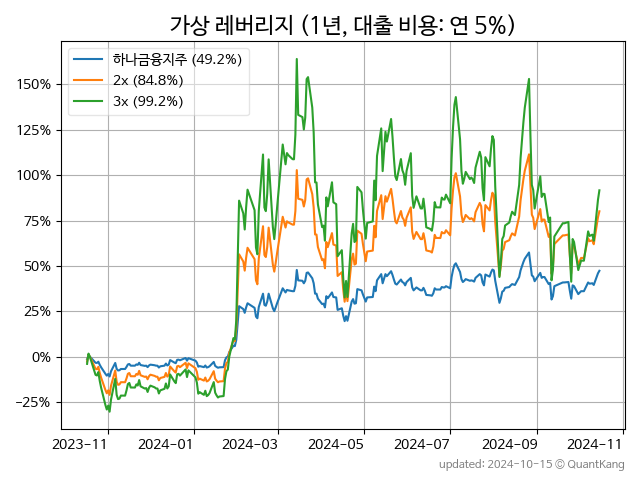 가상 레버리지 (1년, 대출 비용: 연 5%)
하나금융지주 (49.2%)
2x (84.8%)
3x (99.2%)
150%
125%
100%
75%
50%
25%
0%
−25%
2023-11 2024-01 2024-03 2024-05 2024-07 2024-09 2024-11
updated: 2024-10-15 © QuantKang